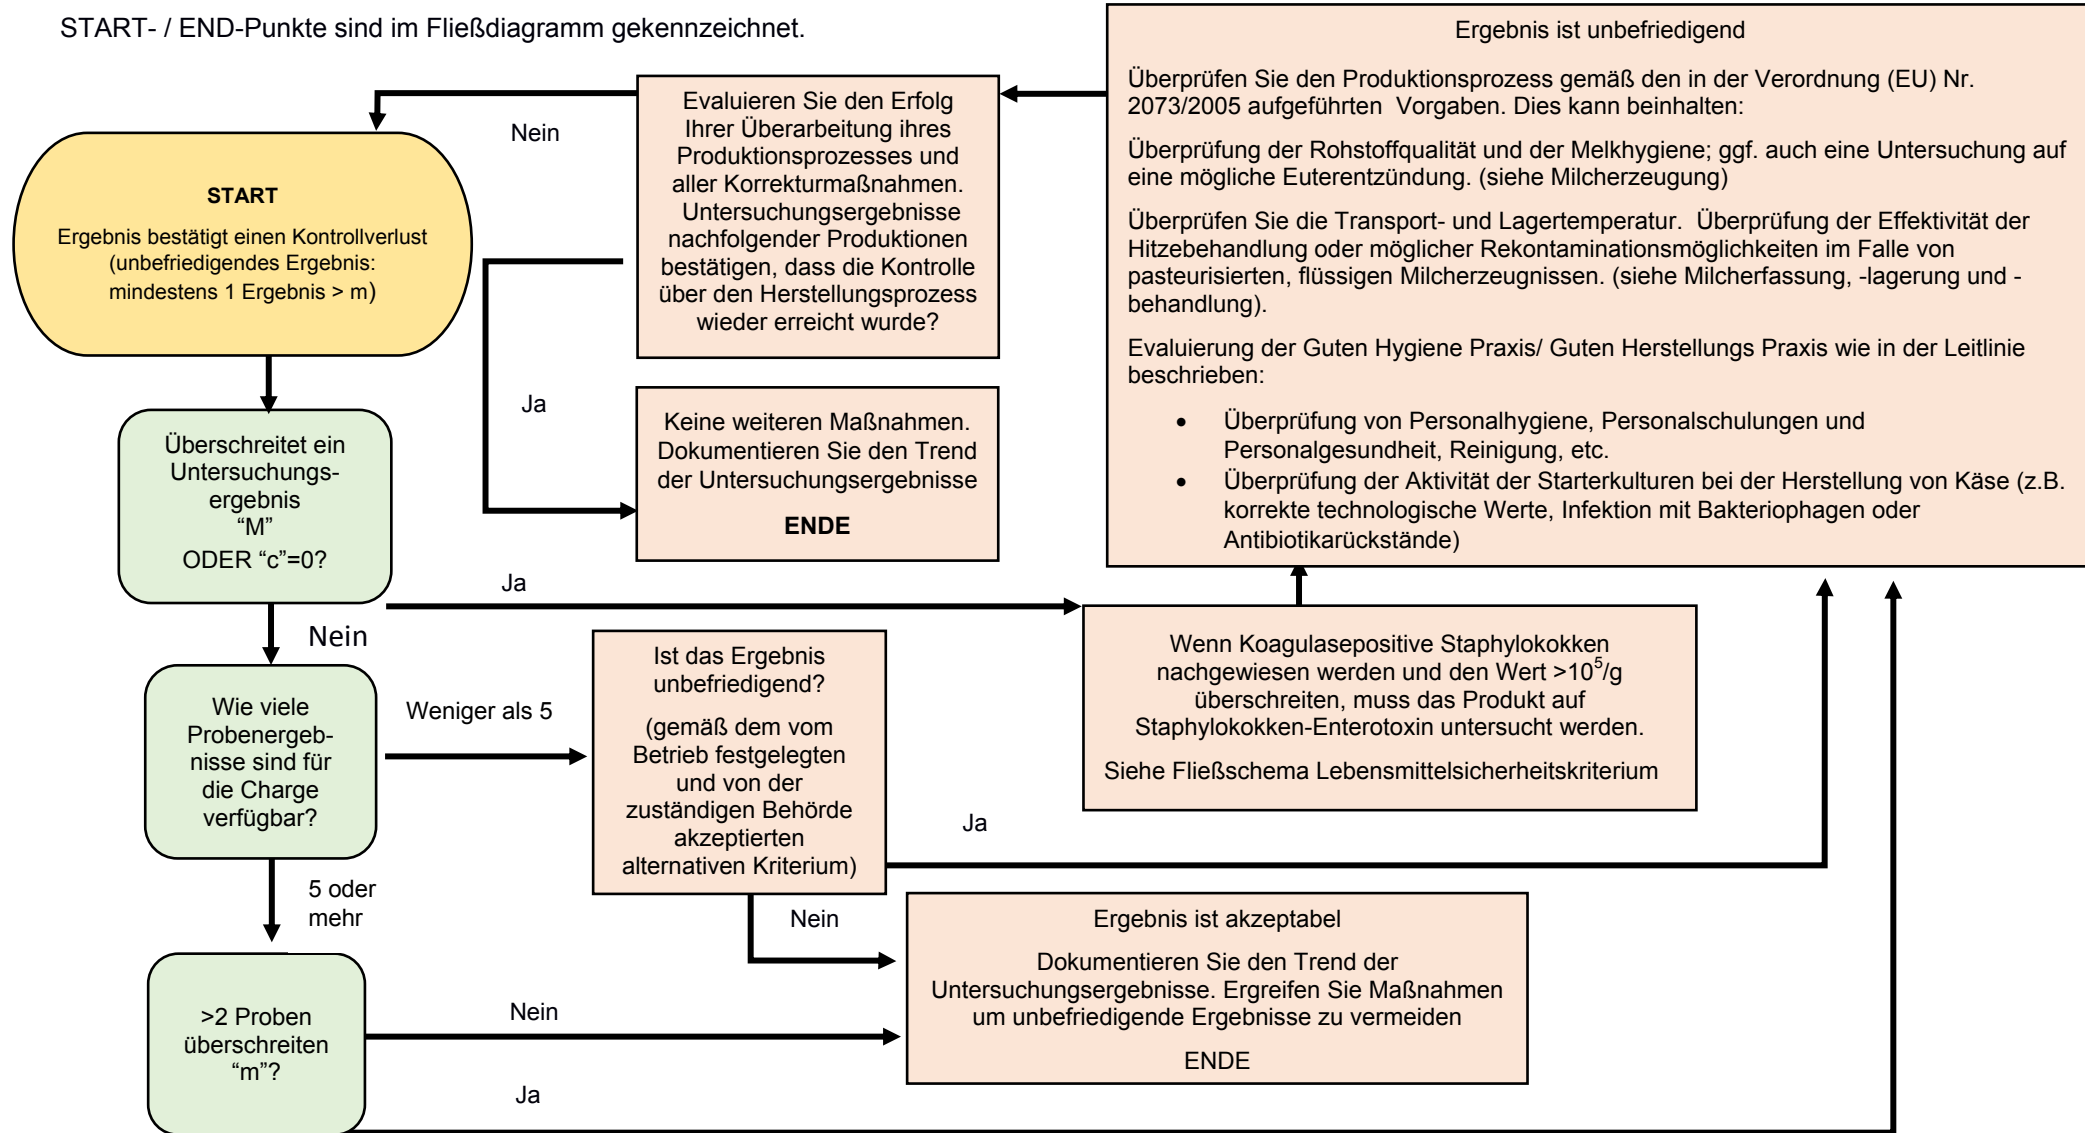 START- / END-Punkte sind im Fließdiagramm gekennzeichnet.
START
Ergebnis bestätigt einen Kontrollverlust
(unbefriedigendes Ergebnis:
mindestens 1 Ergebnis > m)
Nein
Evaluieren Sie den Erfolg
Ihrer Überarbeitung ihres
Produktionsprozesses und
aller Korrekturmaßnahmen.
Untersuchungsergebnisse
nachfolgender Produktionen
bestätigen, dass die Kontrolle
über den Herstellungsprozess
wieder erreicht wurde?
Ja
Keine weiteren Maßnahmen.
Dokumentieren Sie den Trend
der Untersuchungsergebnisse
ENDE
Ergebnis ist unbefriedigend
Überprüfen Sie den Produktionsprozess gemäß den in der Verordnung (EU) Nr.
2073/2005 aufgeführten Vorgaben. Dies kann beinhalten:
Überprüfung der Rohstoffqualität und der Melkhygiene; ggf. auch eine Untersuchung auf
eine mögliche Euterentzündung. (siehe Milcherzeugung)
Überprüfen Sie die Transport- und Lagertemperatur. Überprüfung der Effektivität der
Hitzebehandlung oder möglicher Rekontaminationsmöglichkeiten im Falle von
pasteurisierten, flüssigen Milcherzeugnissen. (siehe Milcherfassung, -lagerung und -
behandlung).
Evaluierung der Guten Hygiene Praxis/ Guten Herstellungs Praxis wie in der Leitlinie
beschrieben:
• Überprüfung von Personalhygiene, Personalschulungen und
Personalgesundheit, Reinigung, etc.
• Überprüfung der Aktivität der Starterkulturen bei der Herstellung von Käse (z.B.
korrekte technologische Werte, Infektion mit Bakteriophagen oder
Antibiotikarückstände)
Überschreitet ein
Untersuchungs-
ergebnis
“M”
ODER “c”=0?
Ja
Nein
Wenn Koagulasepositive Staphylokokken
nachgewiesen werden und den Wert >10⁵/g
überschreiten, muss das Produkt auf
Staphylokokken-Enterotoxin untersucht werden.
Siehe Fließschema Lebensmittelsicherheitskriterium
Wie viele
Probenergeb-
nisse sind für
die Charge
verfügbar?
Weniger als 5
Ist das Ergebnis
unbefriedigend?
(gemäß dem vom
Betrieb festgelegten
und von der
zuständigen Behörde
akzeptierten
alternativen Kriterium)
Ja
Nein
5 oder
mehr
Ergebnis ist akzeptabel
Dokumentieren Sie den Trend der
Untersuchungsergebnisse. Ergreifen Sie Maßnahmen
um unbefriedigende Ergebnisse zu vermeiden
ENDE
>2 Proben
überschreiten
“m”?
Nein
Ja